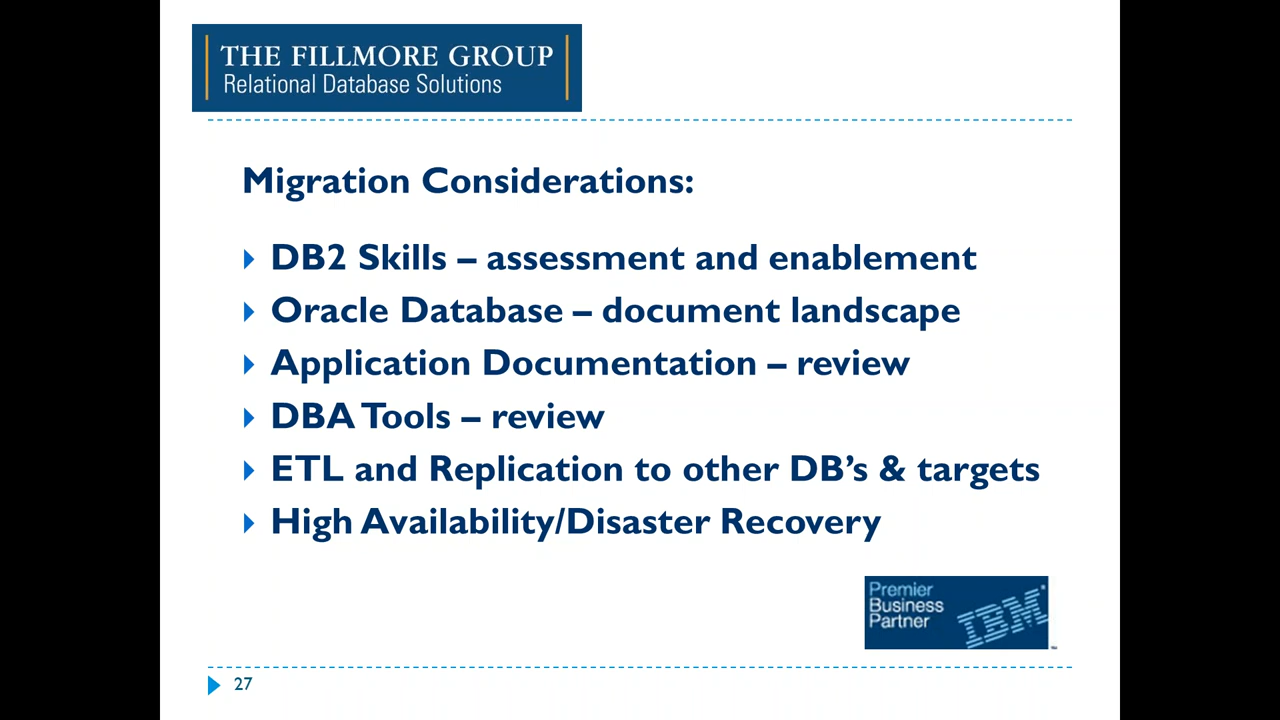 THE FILLMORE GROUP
Relational Database Solutions
Migration Considerations:
DB2 Skills – assessment and enablement
Oracle Database – document landscape
Application Documentation – review
DBA Tools – review
ETL and Replication to other DB’s & targets
High Availability/Disaster Recovery
Premier
Business
Partner
IBM
27